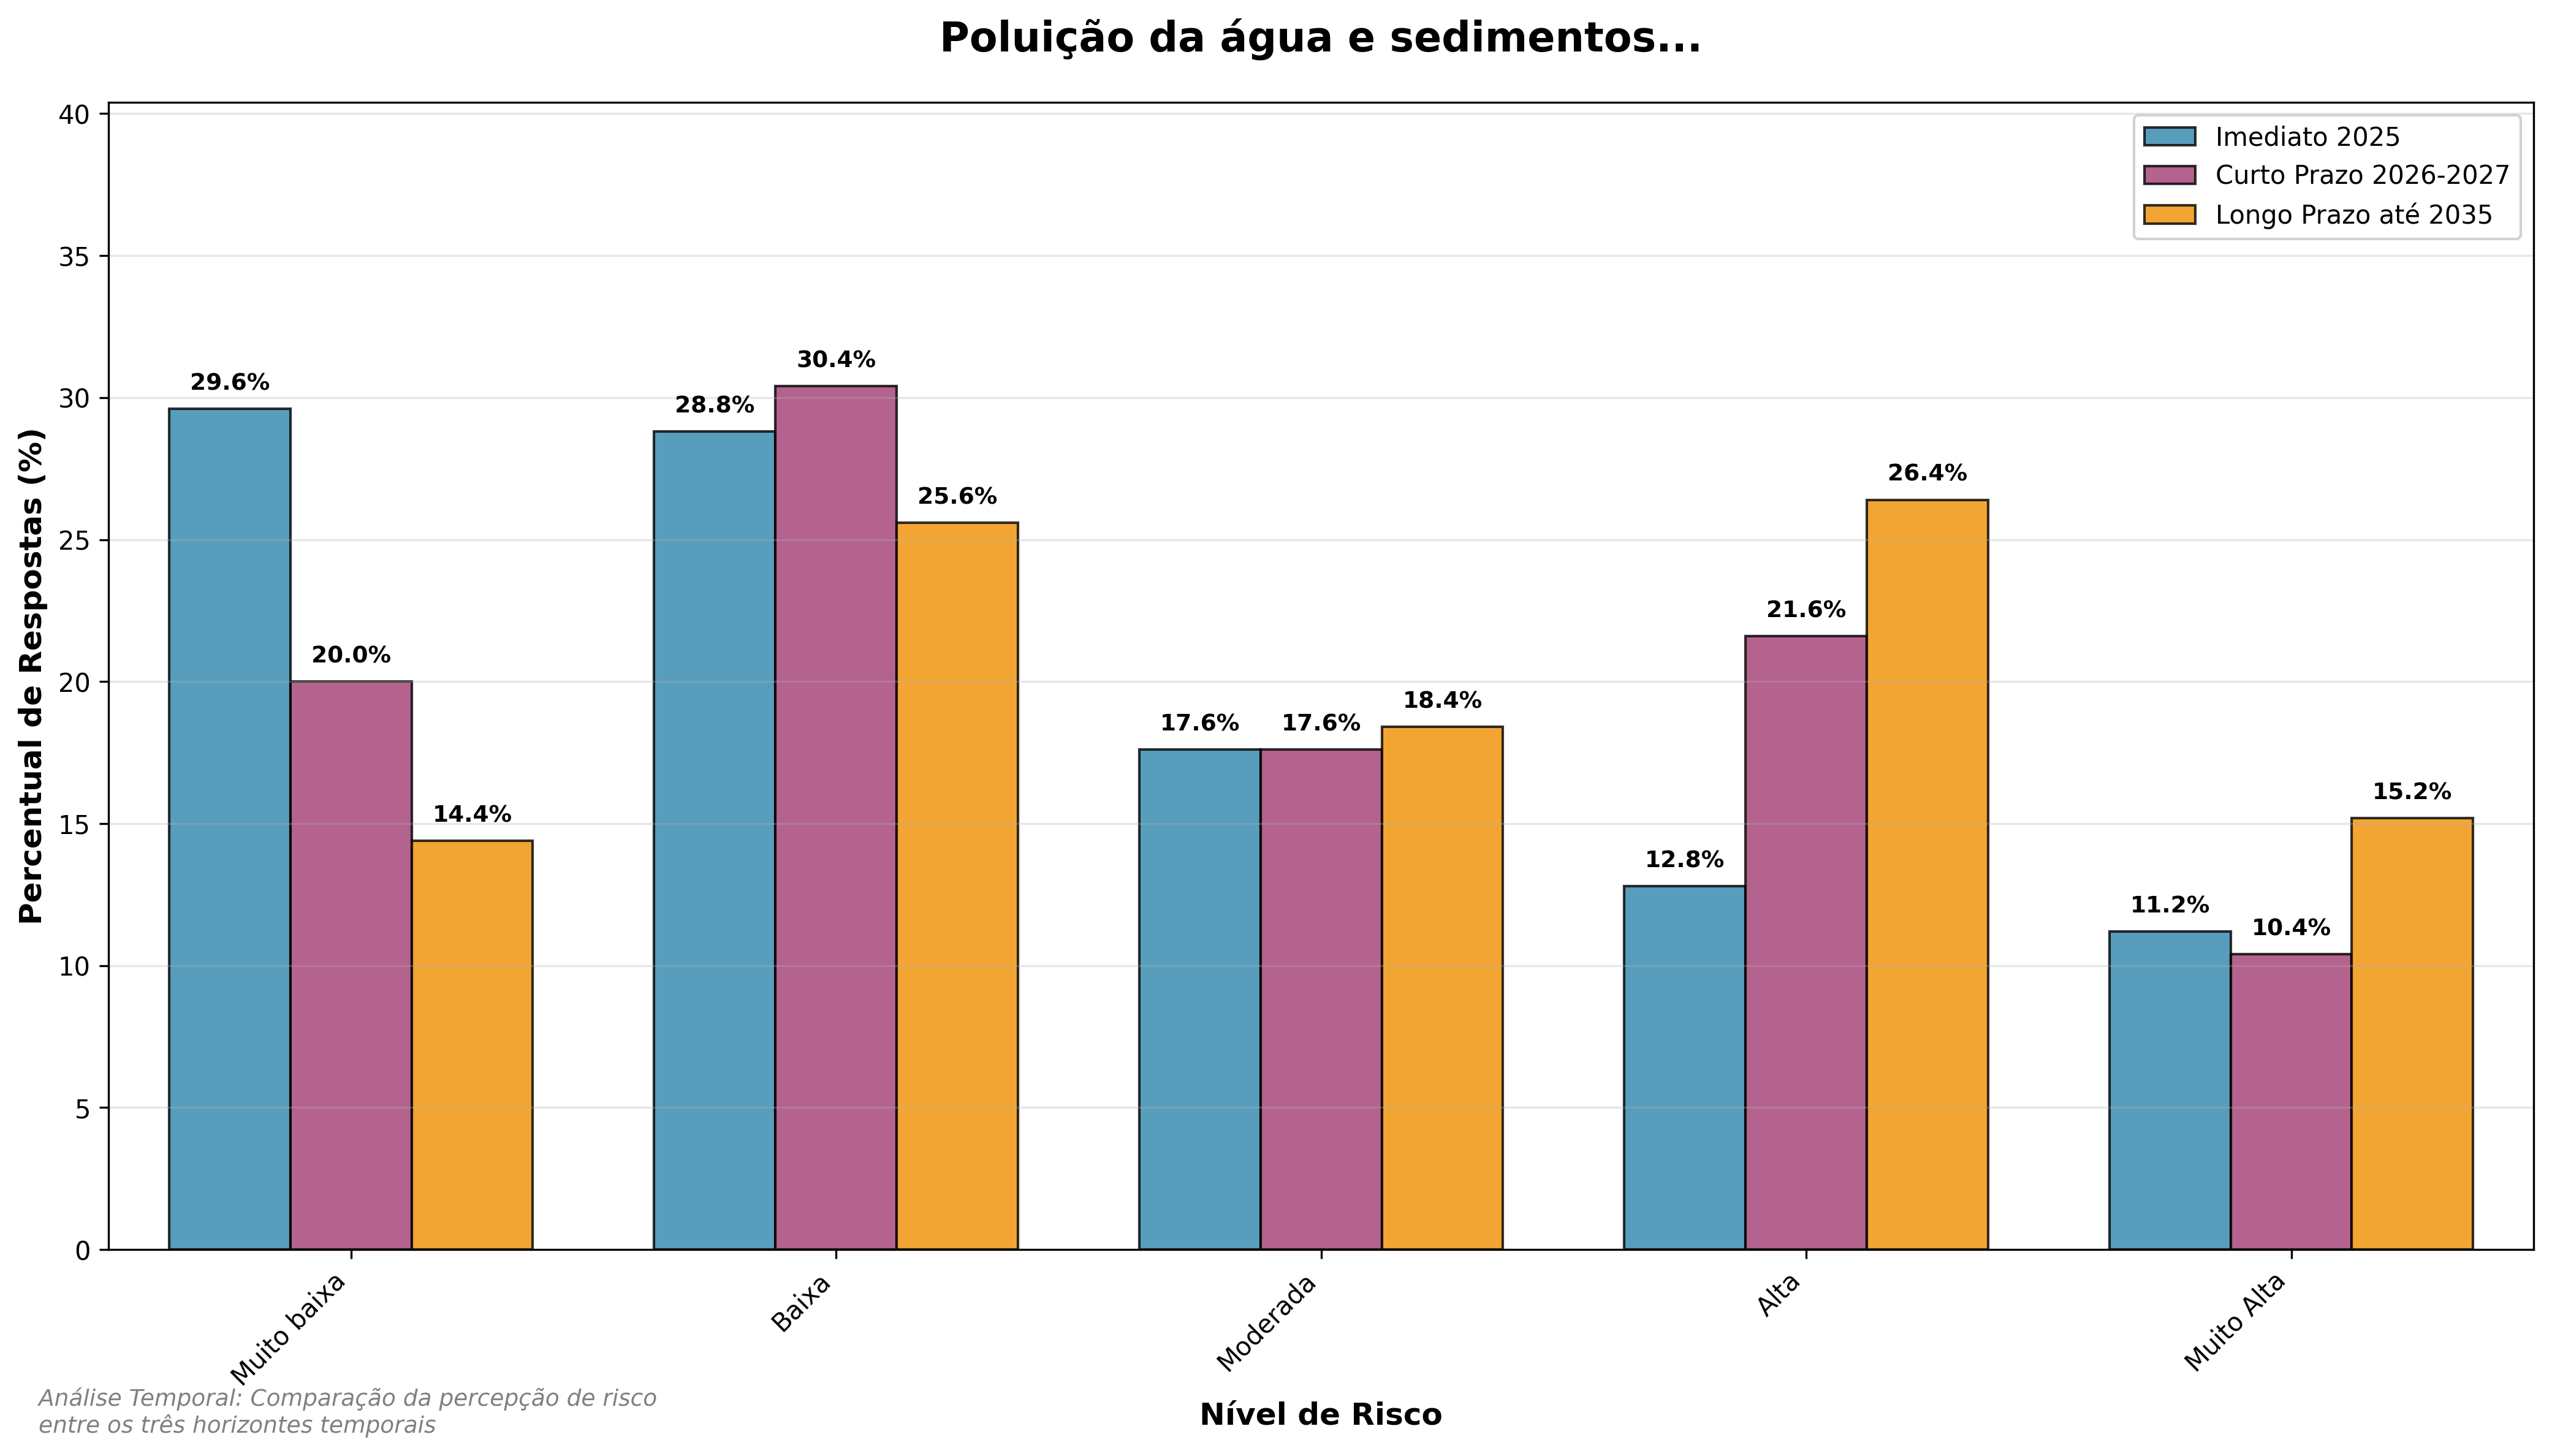 Poluição da água e sedimentos...
Imediato 2025
Curto Prazo 2026-2027
Longo Prazo até 2035
Percentual de Respostas (%)
40
35
30
25
20
15
10
5
0
29.6%
20.0%
14.4%
28.8%
30.4%
25.6%
17.6%
17.6%
18.4%
12.8%
21.6%
26.4%
11.2%
10.4%
15.2%
Muito baixa
Baixa
Moderada
Alta
Muito Alta
Nível de Risco
Análise Temporal: Comparação da percepção de risco
entre os três horizontes temporais